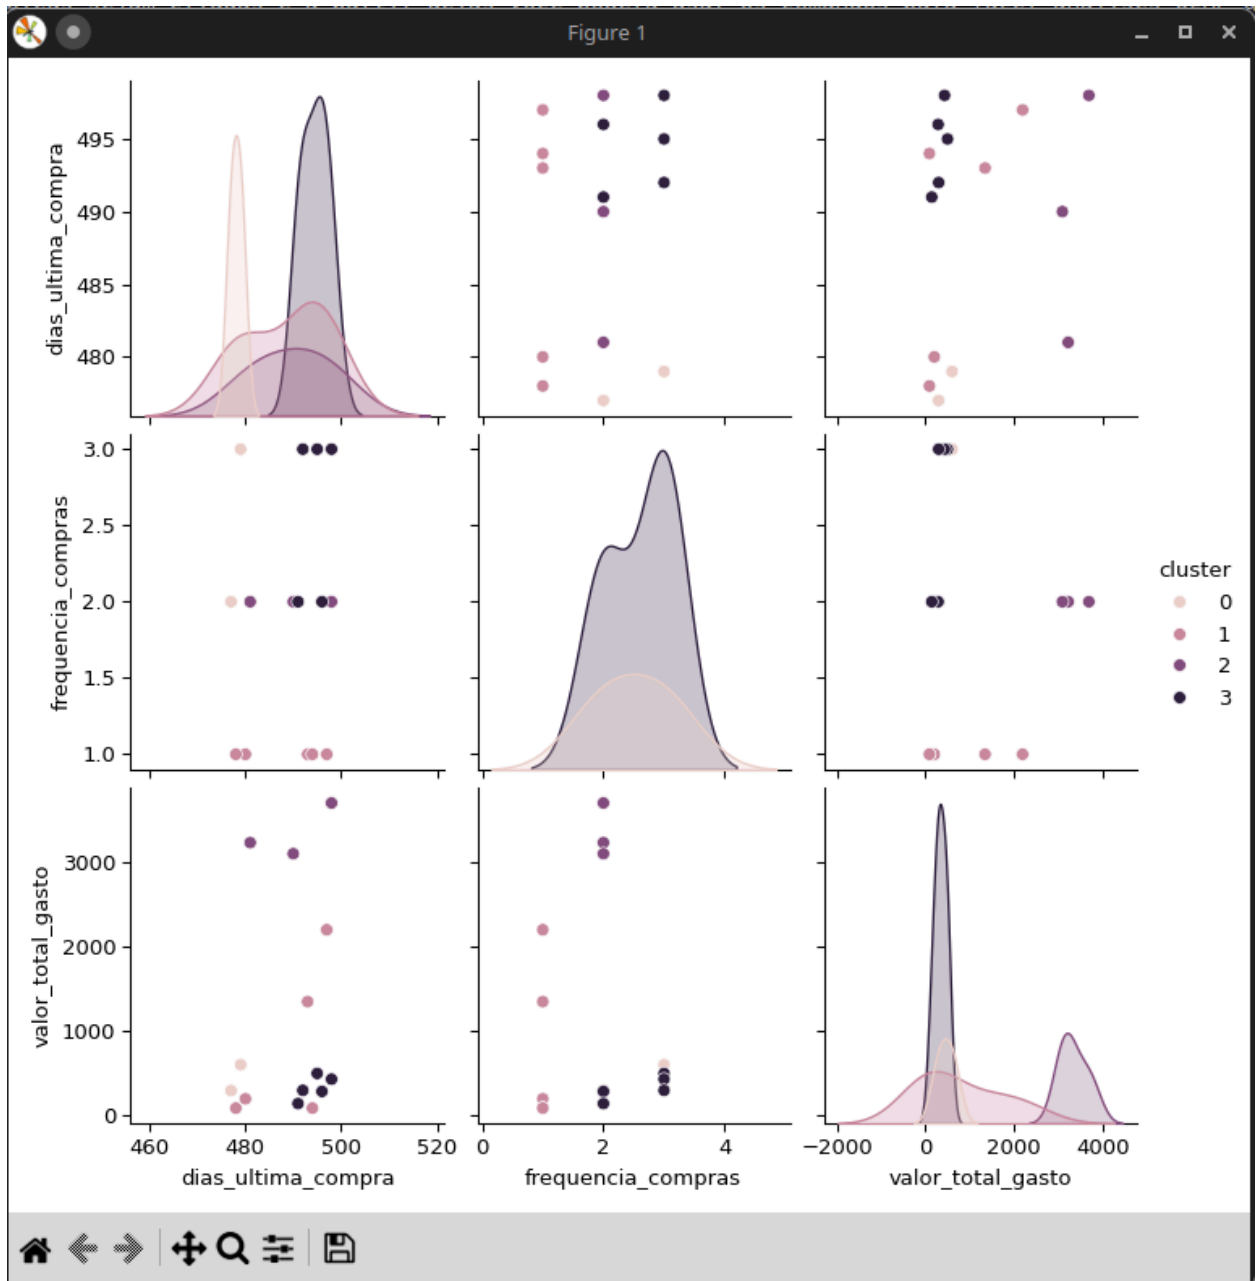 Figure 1
dias_ultima_compra
495
490
485
480
frequencia_compras
3.0
2.5
2.0
1.5
1.0
cluster
0
1
2
3
valor_total_gasto
3000
2000
1000
0
460 480 500 520
0 2 4
−2000 0 2000 4000
dias_ultima_compra
frequencia_compras
valor_total_gasto